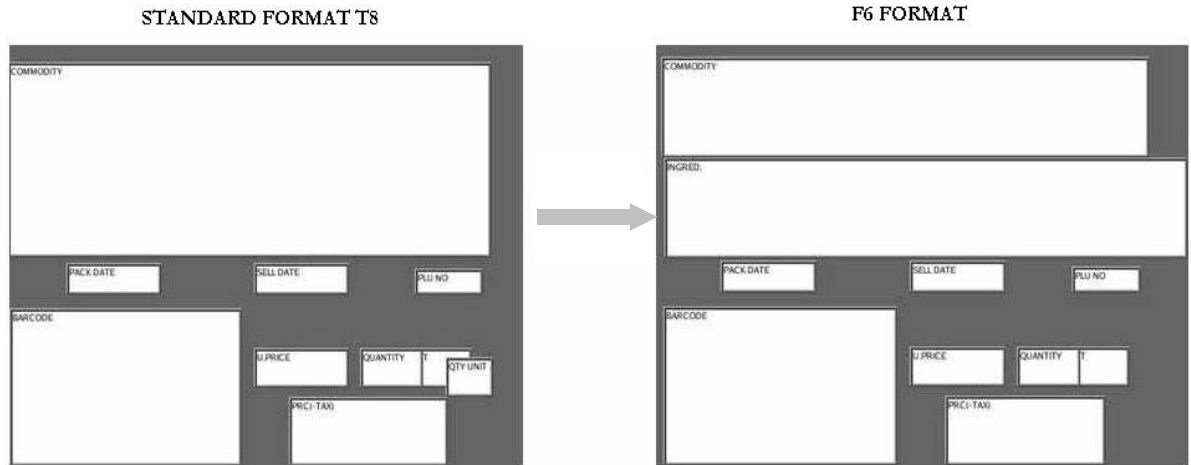 STANDARD FORMAT T8
F6 FORMAT
COMMODITY
PACK DATE
SELL DATE
PLU NO
BARCODE
U.PRICE
QUANTITY
T
QTY UNIT
PRC(-TAX)
COMMODITY
INGRED.
PACK DATE
SELL DATE
PLU NO
BARCODE
U.PRICE
QUANTITY
T
PRC(-TAX)